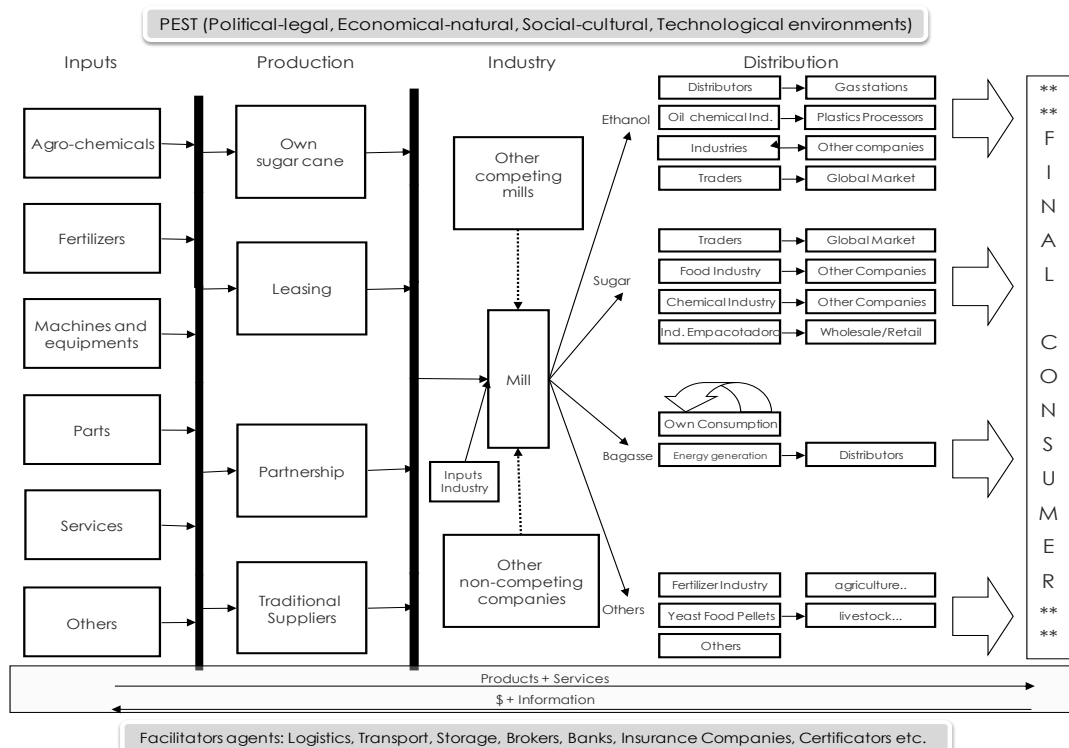 PEST (Political-legal, Economical-natural, Social-cultural, Technological environments)
Inputs
Production
Industry
Distribution
Agro-chemicals
Fertilizers
Machines and
equipments
Parts
Services
Others
Own
sugar cane
Leasing
Partnership
Traditional
Suppliers
Other
competing
mills
Mill
Inputs
Industry
Other
non-competing
companies
Ethanol
Distributors
Gas stations
Oil chemical Ind.
Plastics Processors
Industries
Other companies
Traders
Global Market
Sugar
Traders
Global Market
Food Industry
Other Companies
Chemical Industry
Other Companies
Ind. Empacotadora
Wholesale/Retail
Bagasse
Own Consumption
Energy generation
Distributors
Others
Fertilizer Industry
agriculture..
Yeast Food Pellets
livestock...
Others
**
**
F
I
N
A
L
C
O
N
S
U
M
E
R
**
**
Products + Services
$ + Information
Facilitators agents: Logistics, Transport, Storage, Brokers, Banks, Insurance Companies, Certificators etc.